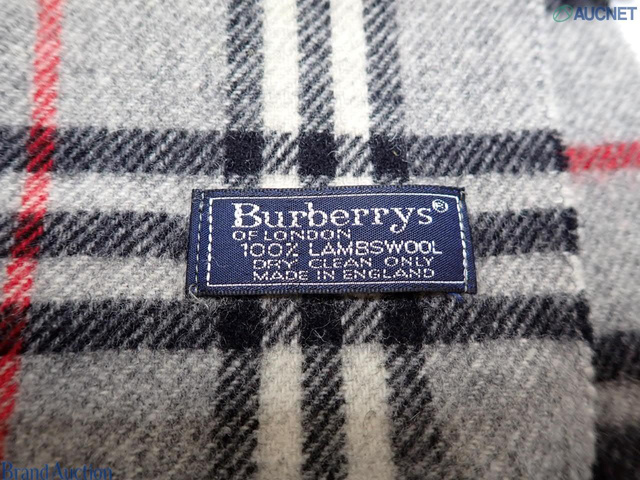 AUCNET
Burberrys®
OF LONDON
100% LAMBSWOOL
DRY CLEAN ONLY
MADE IN ENGLAND
Brand Auction